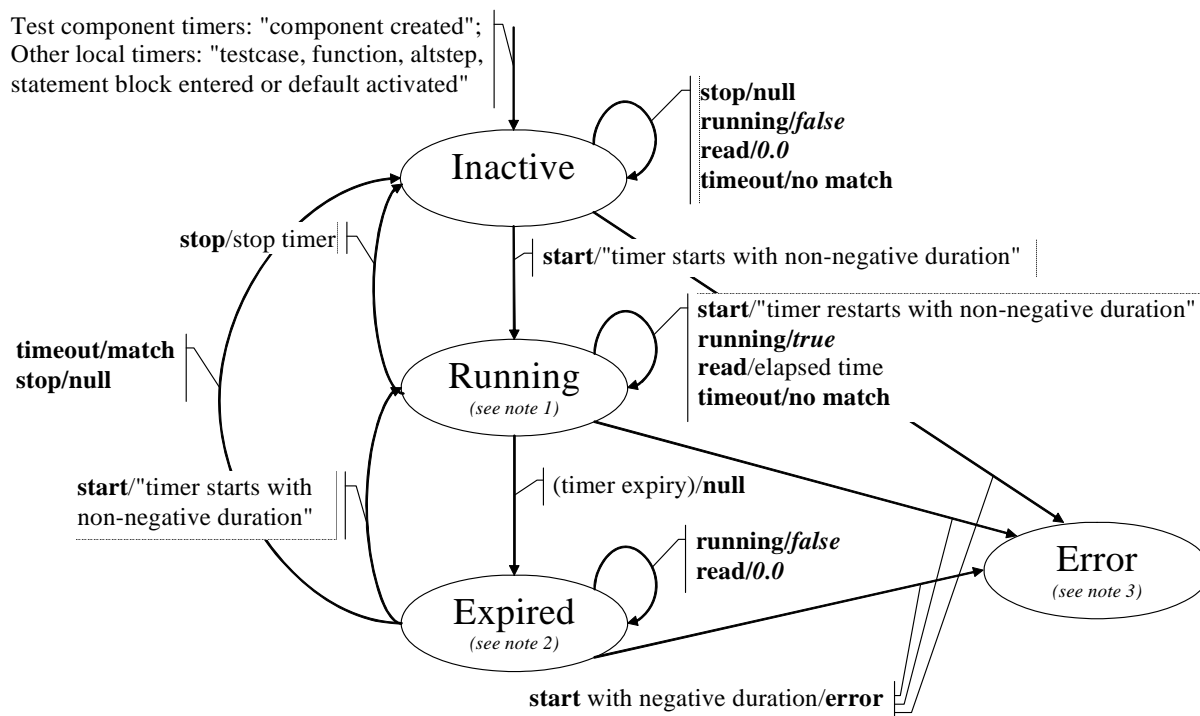 Test component timers: "component created";
Other local timers: "testcase, function, altstep,
statement block entered or default activated"
stop/null
running/false
read/0.0
timeout/no match
Inactive
stop/stop timer
start/"timer starts with non-negative duration"
start/"timer restarts with non-negative duration"
running/true
read/elapsed time
timeout/no match
timeout/match
stop/null
Running
(see note 1)
start/"timer starts with
non-negative duration"
(timer expiry)/null
running/false
read/0.0
Error
(see note 3)
Expired
(see note 2)
start with negative duration/error